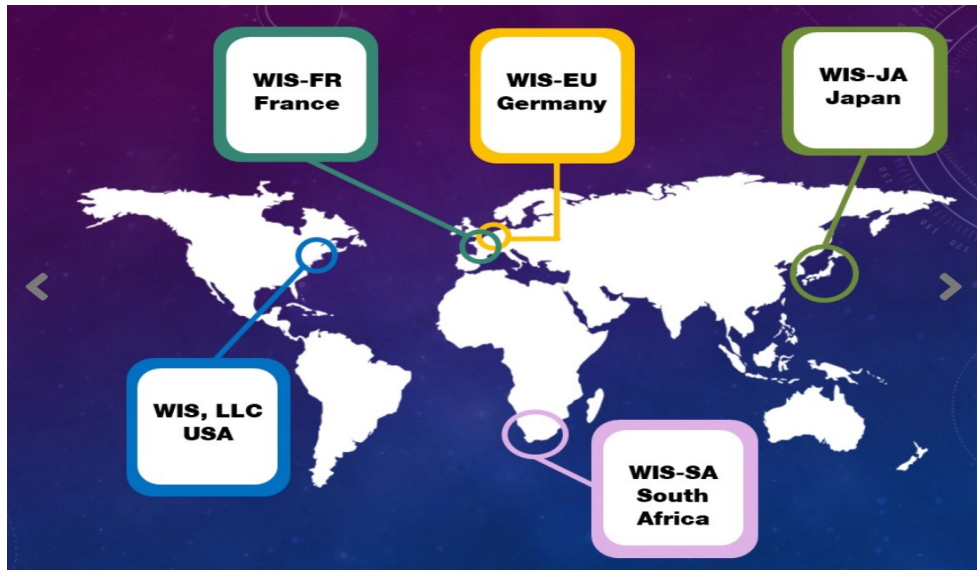 WIS-FR
France
WIS-EU
Germany
WIS-JA
Japan
WIS, LLC
USA
WIS-SA
South
Africa